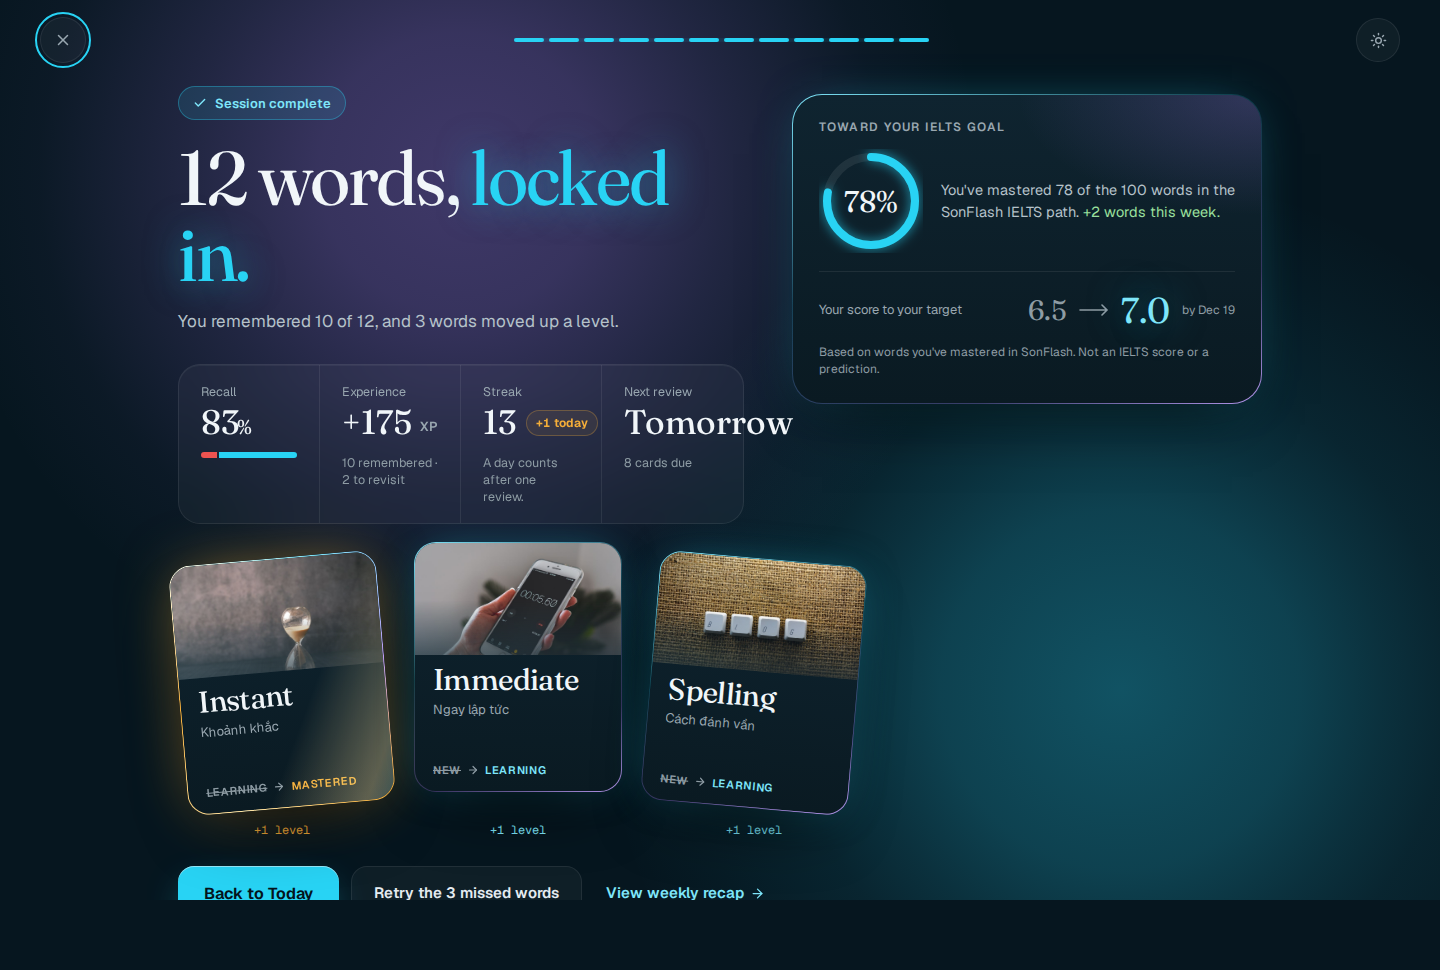 Session complete
12 words, locked
in.
You remembered 10 of 12, and 3 words moved up a level.
TOWARD YOUR IELTS GOAL
78%
You've mastered 78 of the 100 words in the
SonFlash IELTS path. +2 words this week.
Your score to your target
6.5 → 7.0 by Dec 19
Based on words you've mastered in SonFlash. Not an IELTS score or a
prediction.
Recall
83%
Experience
+175 XP
10 remembered ·
2 to revisit
Streak
13 +1 today
A day counts
after one
review.
Next review
Tomorrow
8 cards due
Instant
Khoảnh khắc
LEARNING → MASTERED
+1 level
00:05,60
Immediate
Ngay lập tức
NEW → LEARNING
+1 level
Spelling
Cách đánh vần
NEW → LEARNING
+1 level
Back to Today
Retry the 3 missed words
View weekly recap →